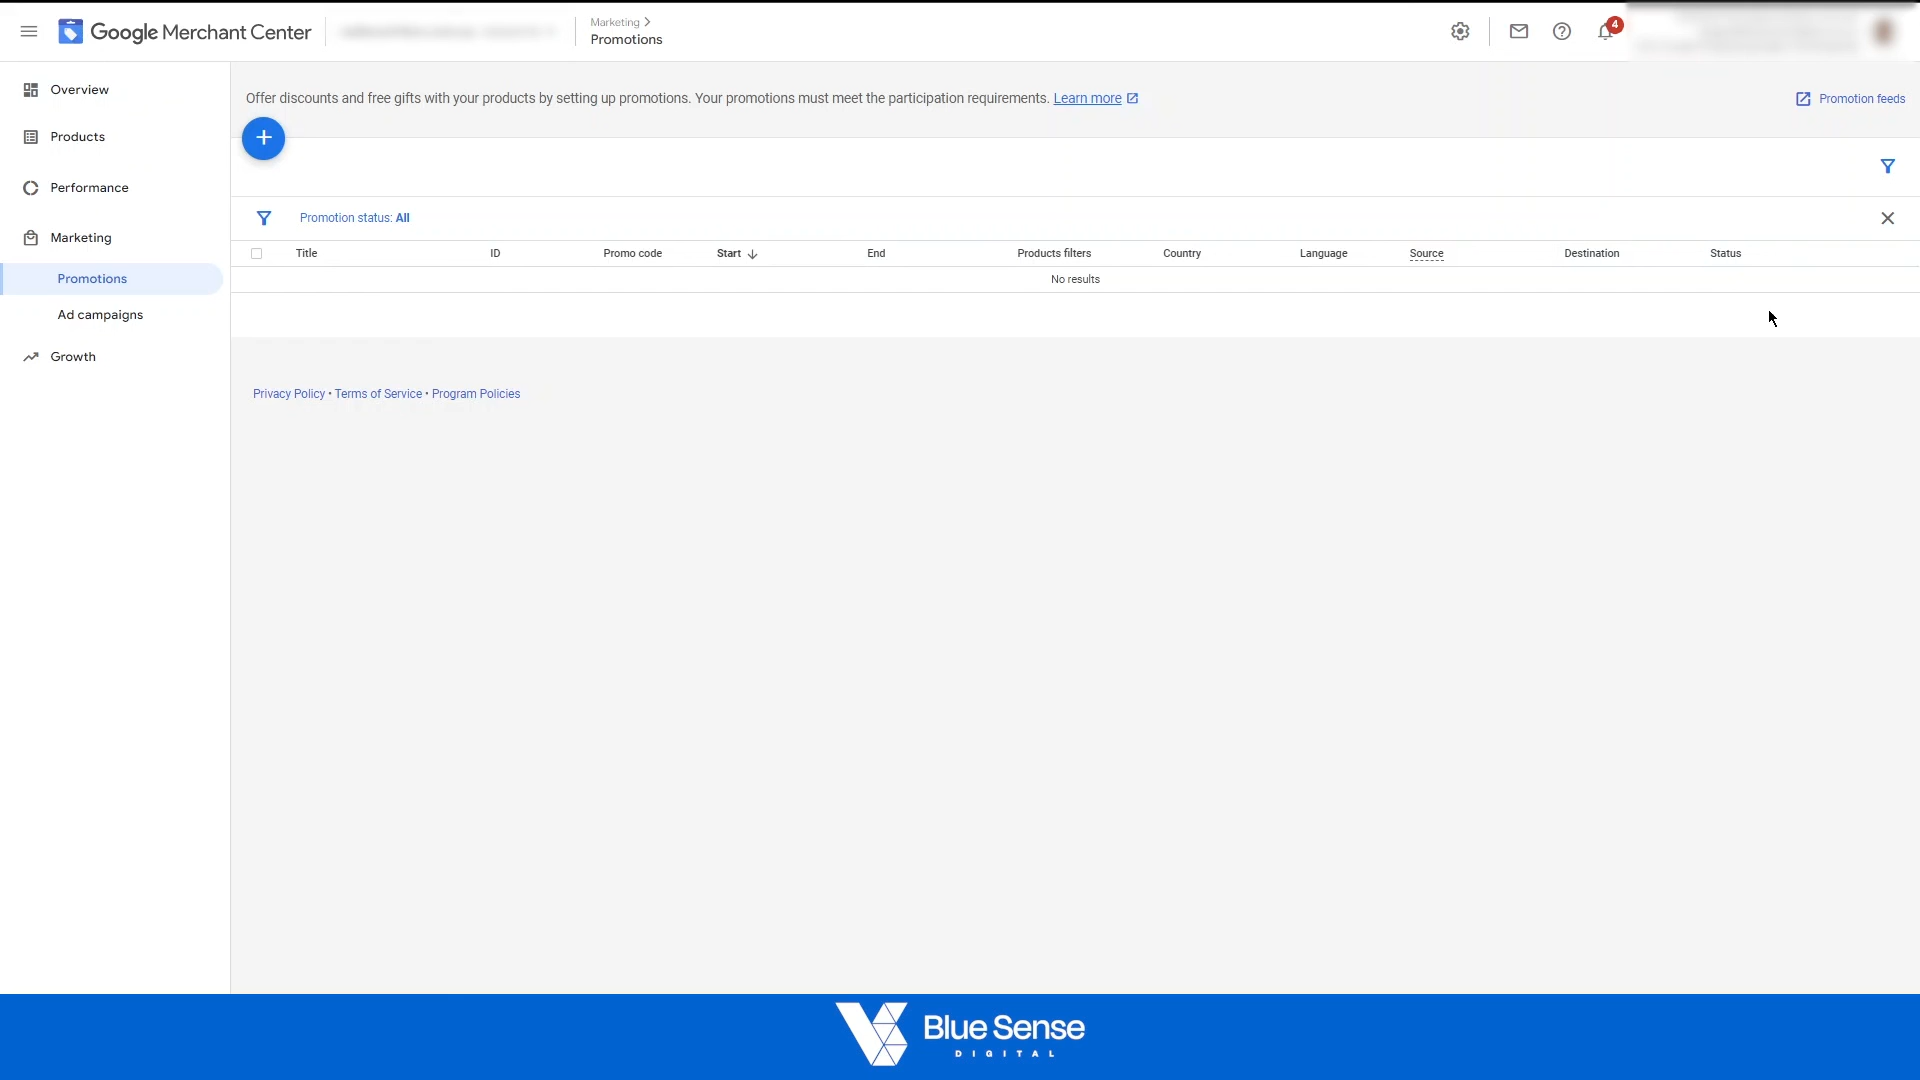 Google Merchant Center
Marketing
Promotions
4
Overview
Products
Performance
Marketing
Promotions
Ad campaigns
Growth
Offer discounts and free gifts with your products by setting up promotions. Your promotions must meet the participation requirements. Learn more
Promotion feeds
Promotion status: All
Title ID Promo code Start End Products filters Country Language Source Destination Status
No results
Privacy Policy • Terms of Service • Program Policies
Blue Sense
DIGITAL